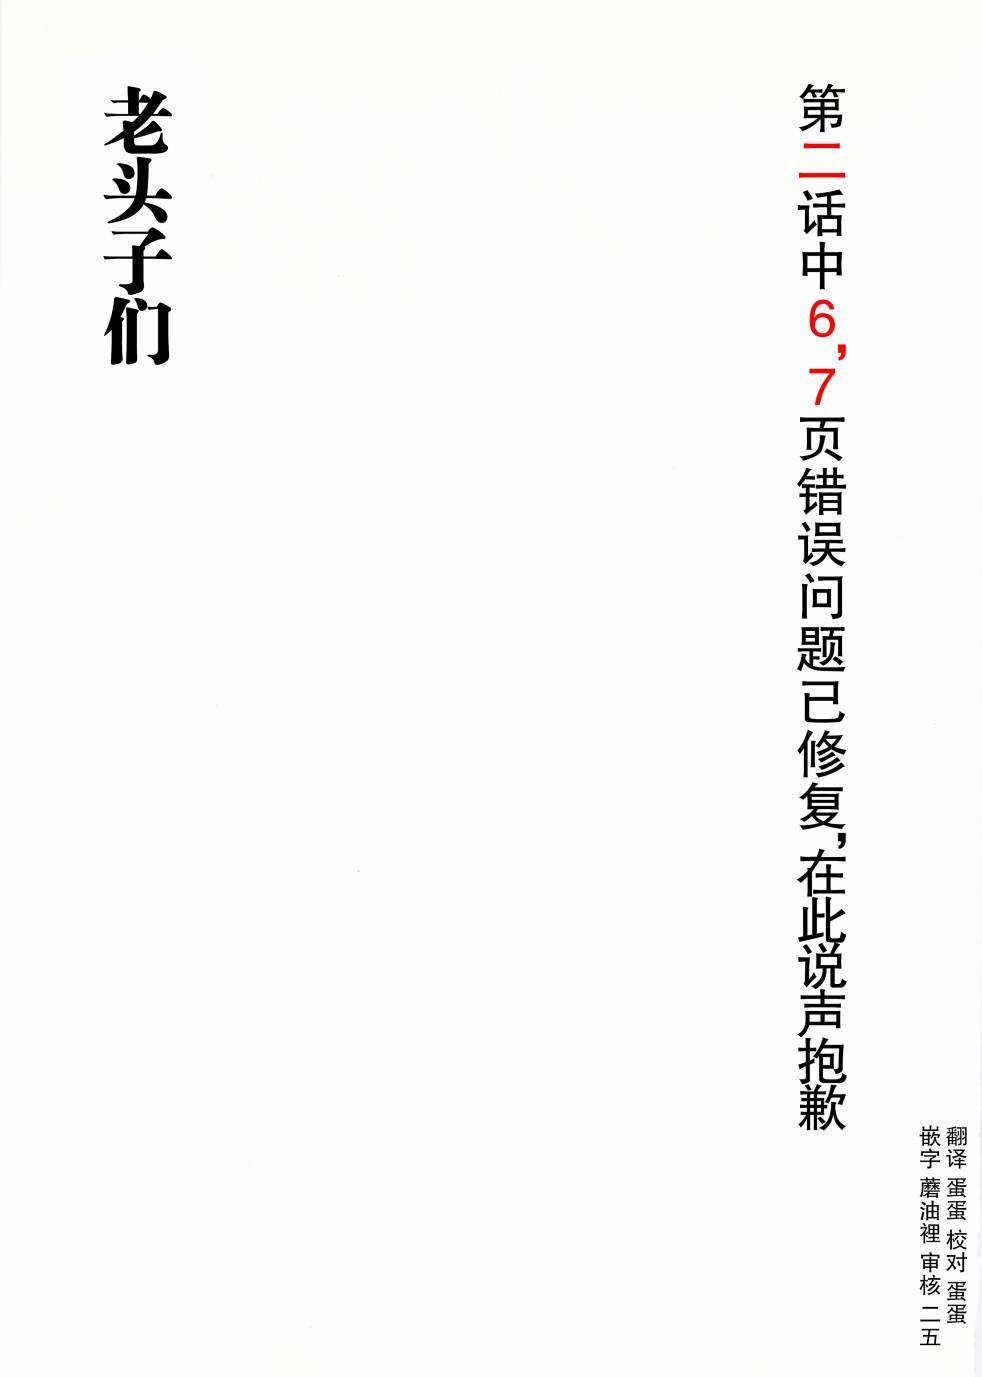 翻译 蛋蛋 校对 蛋蛋
嵌字 蘑油裡 审核 二五
第二话中6,7页错误问题已修复,在此说声抱歉
老头子们